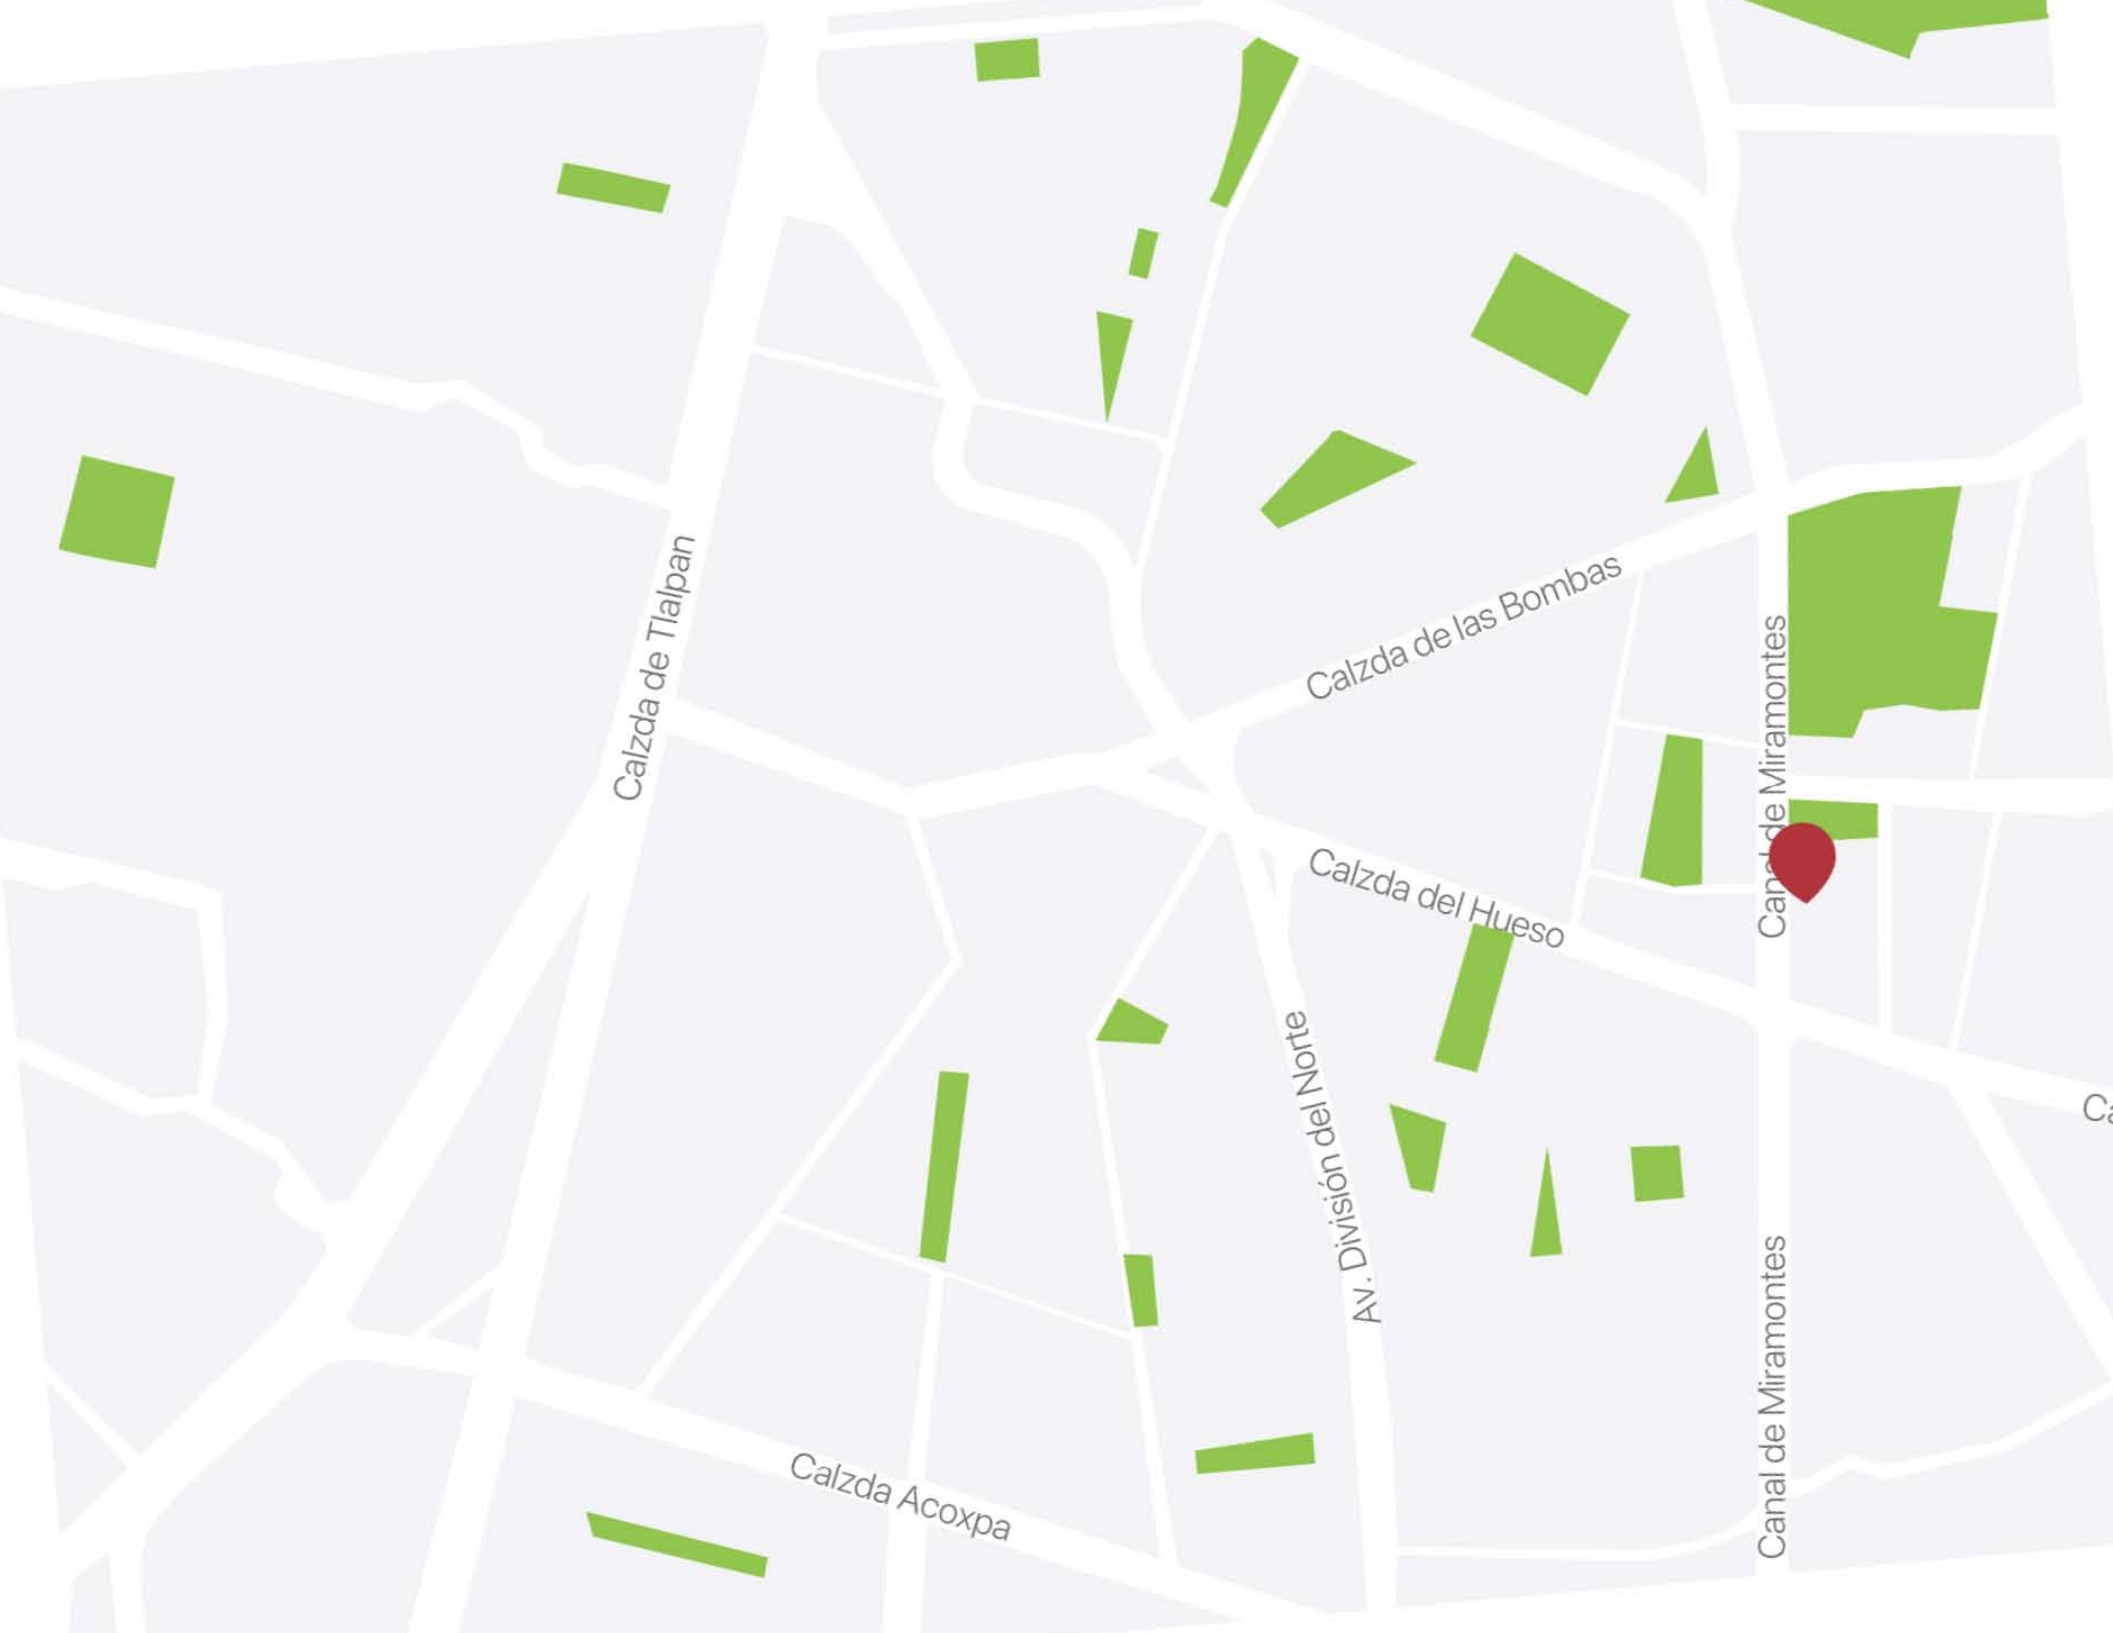 Calzda de Tlalpan
Calzda de las Bombas
Canal de Miramontes
Calzda del Hueso
Av. División del Norte
Canal de Miramontes
Calzda Acoxpa